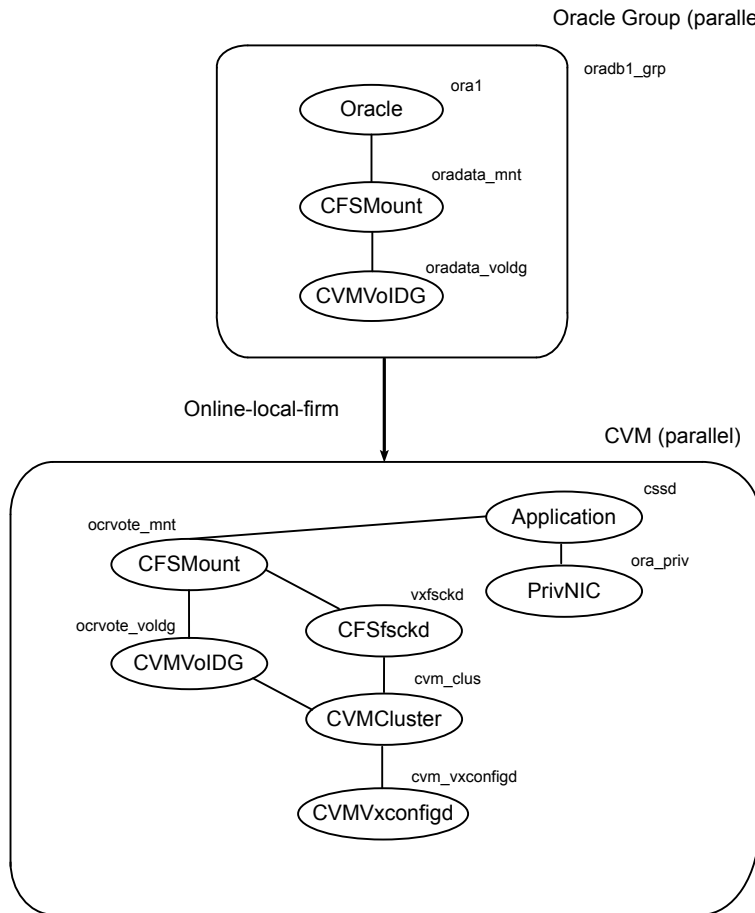 Oracle Group (paralle
oradb1_grp
ora1
Oracle
oradata_mnt
CFSMount
oradata_voldg
CVMVolDG
Online-local-firm
CVM (parallel)
cssd
Application
ocrvote_mnt
CFSMount
ora_priv
PrivNIC
vxfsckd
CFSfsckd
ocrvote_voldg
CVMVolDG
cvm_clus
CVMCluster
cvm_vxconfigd
CVMVxconfigd